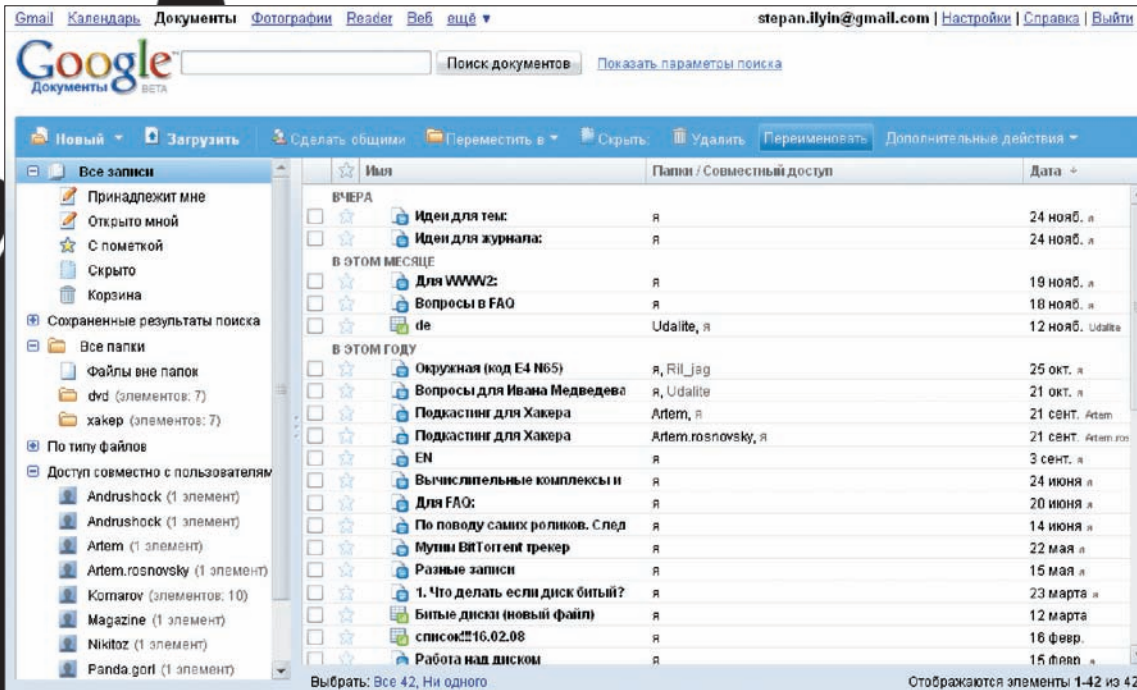 Gmail Календарь Документы Фотографии Reader Веб ещё ▼ stepan.ilyin@gmail.com | Настройки | Справка | Выйти
Google™ Поиск документов Показать параметры поиска
Документы BETA
Новый Загрузить Сделать общими Переместить в Скрыть: Удалить Переименовать Дополнительные действия
Все записи
Принадлежит мне
Открыто мной
С пометкой
Скрыто
Корзина
Сохраненные результаты поиска
Все папки
Файлы вне папок
dvd (элементов: 7)
xakep (элементов: 7)
По типу файлов
Доступ совместно с пользователям
Andrushock (1 элемент)
Andrushock (1 элемент)
Artem (1 элемент)
Artem.rosnovsky (1 элемент)
Komarov (элементов: 10)
Magazine (1 элемент)
Nikitoz (1 элемент)
Panda.gorl (1 элемент)
Имя Папки / Совместный доступ Дата
ВЧЕРА
Идеи для тем: я 24 нояб. я
Идеи для журнала: я 24 нояб. я
В ЭТОМ МЕСЯЦЕ
Для WWW2: я 19 нояб. я
Вопросы в FAQ я 18 нояб. я
de Udalite, я 12 нояб. Udalite
В ЭТОМ ГОДУ
Окружная (код E4 N65) я, Ril_jag 25 окт. я
Вопросы для Ивана Медведева я, Udalite 21 окт. я
Подкастинг для Хакера Artem, я 21 сент. Artem
Подкастинг для Хакера Artem.rosnovsky, я 21 сент. Artem.ros
EN я 3 сент. я
Вычислительные комплексы и я 24 июня я
Для FAQ: я 20 июня я
По поводу самих роликов. След я 14 июня я
Мутим BitTorrent трекер я 22 мая я
Разные записи я 15 мая я
1. Что делать если диск битый? я 23 марта я
Битые диски (новый файл) я 12 марта
список!!!16.02.08 я 16 февр.
Работа над диском я 15 февр. я
Выбрать: Все 42, Ни одного Отображаются элементы 1-42 из 42